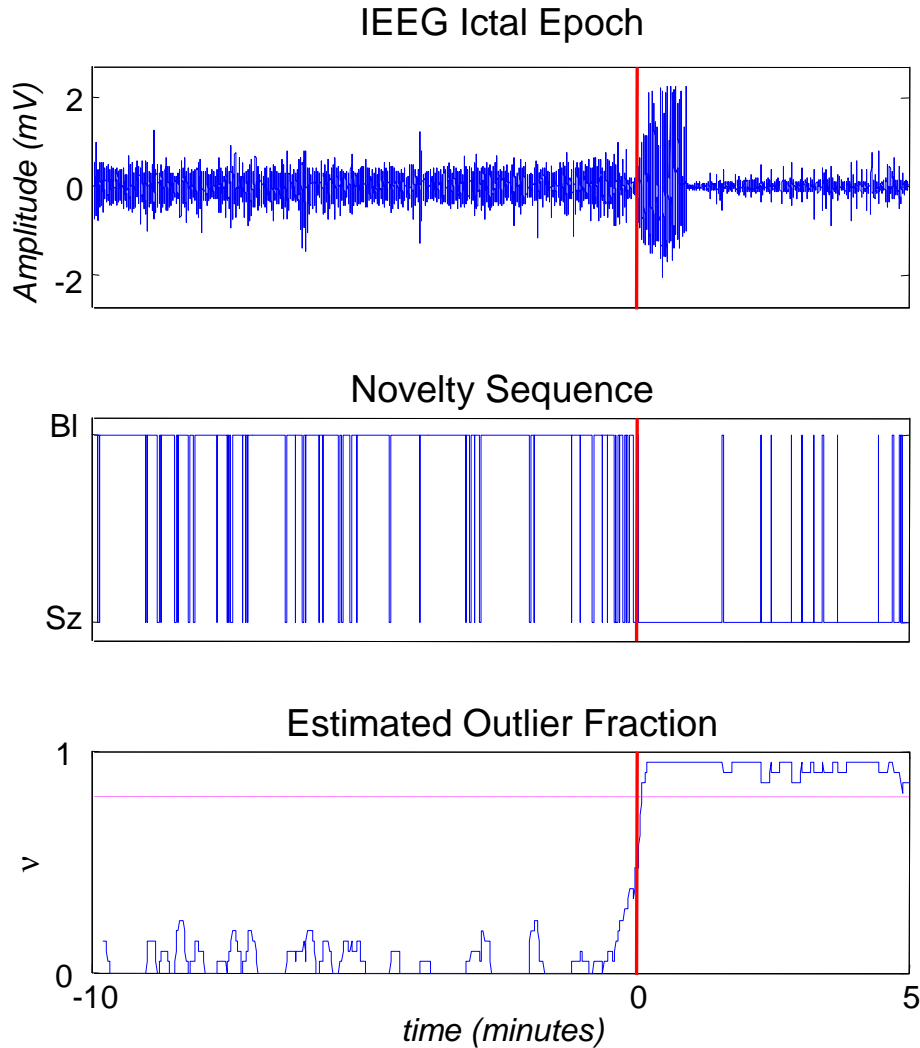 IEEG Ictal Epoch
Amplitude (mV)
2
0
-2
Novelty Sequence
Bl
Sz
Estimated Outlier Fraction
ν
1
0
-10
0
5
time (minutes)